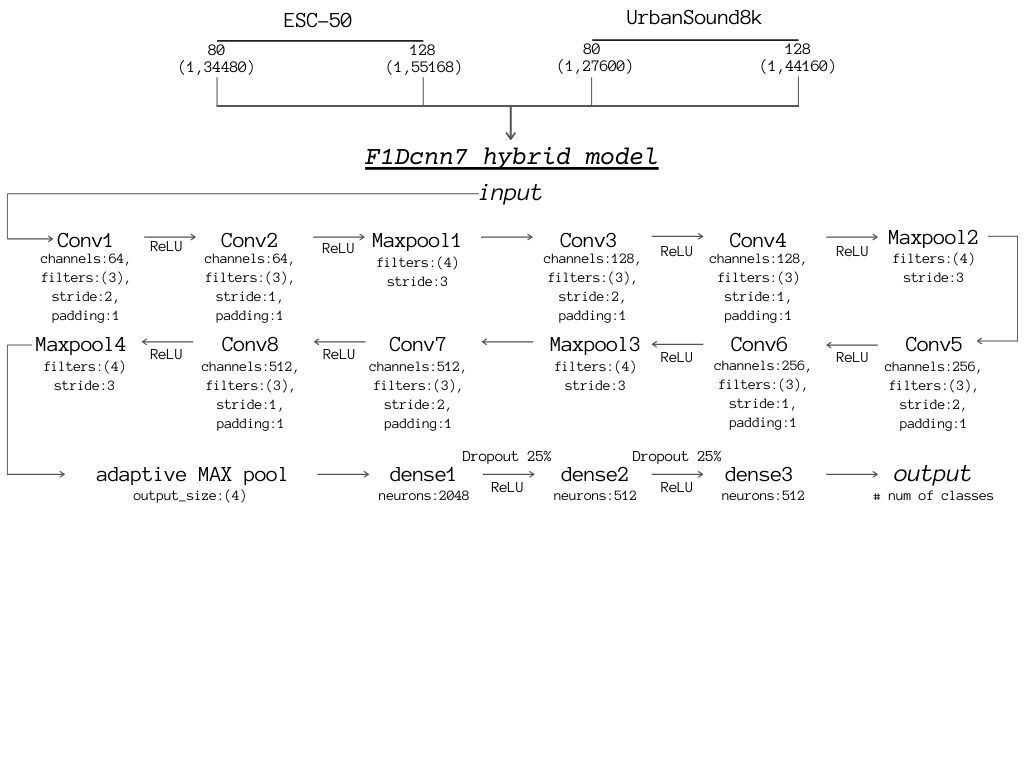 ESC-50
UrbanSound8k
80
128
80
128
(1,34480)
(1,55168)
(1,27600)
(1,44160)
F1Dcnn7 hybrid model
input
Conv1
channels:64,
filters:(3),
stride:2,
padding:1
ReLU
Conv2
channels:64,
filters:(3),
stride:1,
padding:1
ReLU
Maxpool1
filters:(4)
stride:3
Conv3
channels:128,
filters:(3),
stride:2,
padding:1
ReLU
Conv4
channels:128,
filters:(3)
stride:1,
padding:1
ReLU
Maxpool2
filters:(4)
stride:3
Conv5
channels:256,
filters:(3),
stride:2,
padding:1
ReLU
Conv6
channels:256,
filters:(3),
stride:1,
padding:1
ReLU
Maxpool3
filters:(4)
stride:3
Conv7
channels:512,
filters:(3),
stride:2,
padding:1
ReLU
Conv8
channels:512,
filters:(3),
stride:1,
padding:1
ReLU
Maxpool4
filters:(4)
stride:3
adaptive MAX pool
output_size:(4)
dense1
neurons:2048
Dropout 25%
ReLU
dense2
neurons:512
Dropout 25%
ReLU
dense3
neurons:512
output
# num of classes